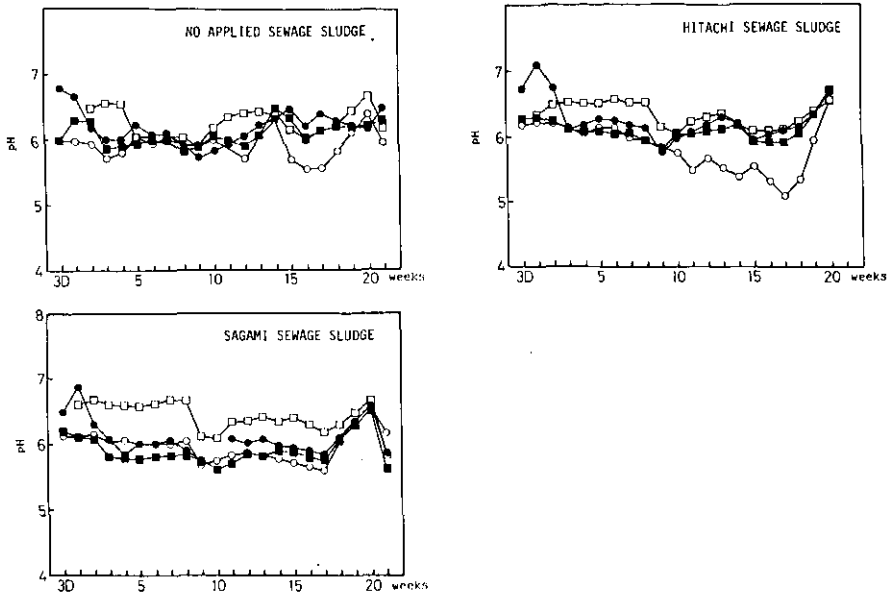 NO APPLIED SEWAGE SLUDGE
7
6
5
4
pH
3D 5 10 15 20 weeks
HITACHI SEWAGE SLUDGE
7
6
5
4
pH
3D 5 10 15 20 weeks
8
SAGAMI SEWAGE SLUDGE
7
6
5
4
pH
3D 5 10 15 20 weeks